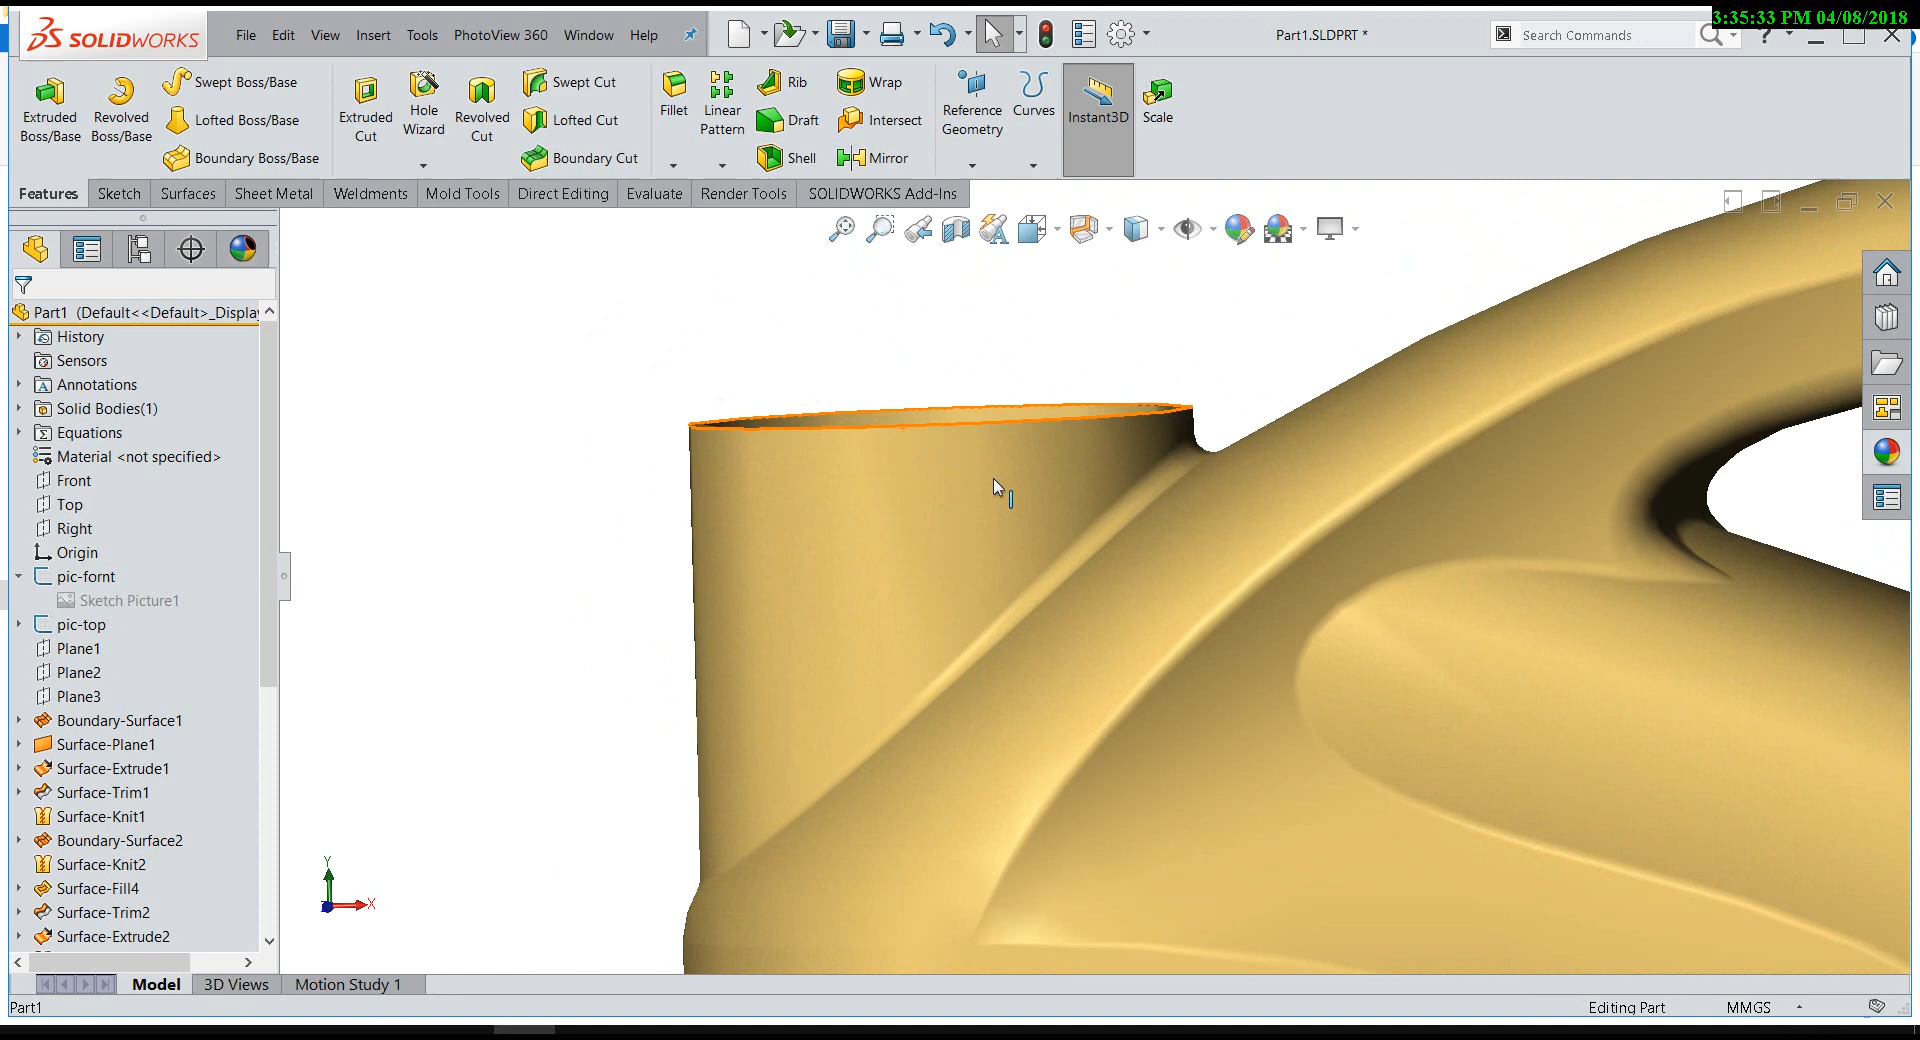 3:35:33 PM 04/08/2018
SOLIDWORKS
File Edit View Insert Tools PhotoView 360 Window Help
Part1.SLDPRT *
Search Commands
?
Extruded Boss/Base
Revolved Boss/Base
Swept Boss/Base
Lofted Boss/Base
Boundary Boss/Base
Extruded Cut
Hole Wizard
Revolved Cut
Swept Cut
Lofted Cut
Boundary Cut
Fillet
Linear Pattern
Rib
Draft
Shell
Wrap
Intersect
Mirror
Reference Geometry
Curves
Instant3D
Scale
Features Sketch Surfaces Sheet Metal Weldments Mold Tools Direct Editing Evaluate Render Tools SOLIDWORKS Add-Ins
Part1 (Default<<Default>_Displa
History
Sensors
Annotations
Solid Bodies(1)
Equations
Material <not specified>
Front
Top
Right
Origin
pic-fornt
Sketch Picture1
pic-top
Plane1
Plane2
Plane3
Boundary-Surface1
Surface-Plane1
Surface-Extrude1
Surface-Trim1
Surface-Knit1
Boundary-Surface2
Surface-Knit2
Surface-Fill4
Surface-Trim2
Surface-Extrude2
Y
X
Model 3D Views Motion Study 1
Part1
Editing Part
MMGS